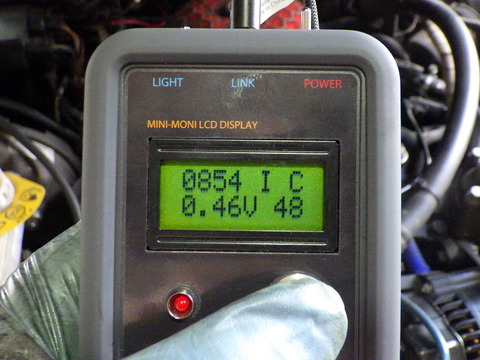 LIGHT LINK POWER
MINI-MONI LCD DISPLAY
0854 I C
0.46V 48